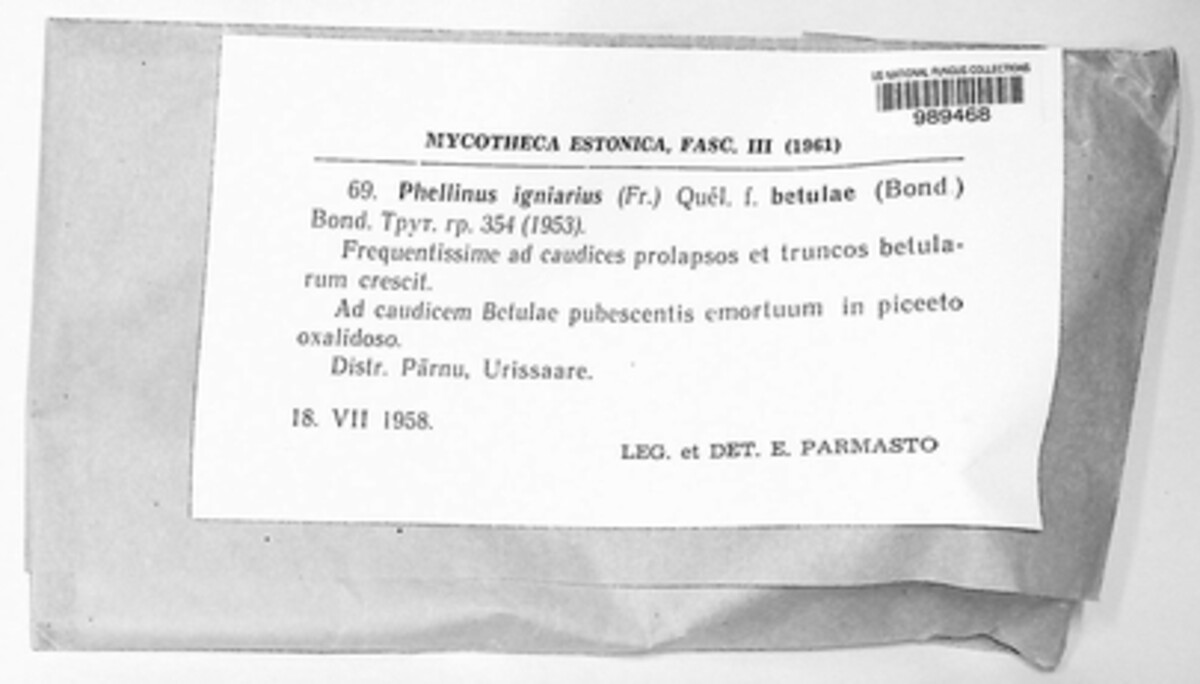 US NATIONAL FUNGUS COLLECTIONS
989468
MYCOTHECA ESTONICA, FASC. III (1961)
69. Phellinus igniarius (Fr.) Quél. f. betulae (Bond.)
Bond. Трут. гр. 354 (1953).
Frequentissime ad caudices prolapsos et truncos betula-
rum crescit.
Ad caudicem Betulae pubescentis emortuum in piceeto
oxalidoso.
Distr. Pärnu, Urissaare.
18. VII 1958.
LEG. et DET. E. PARMASTO